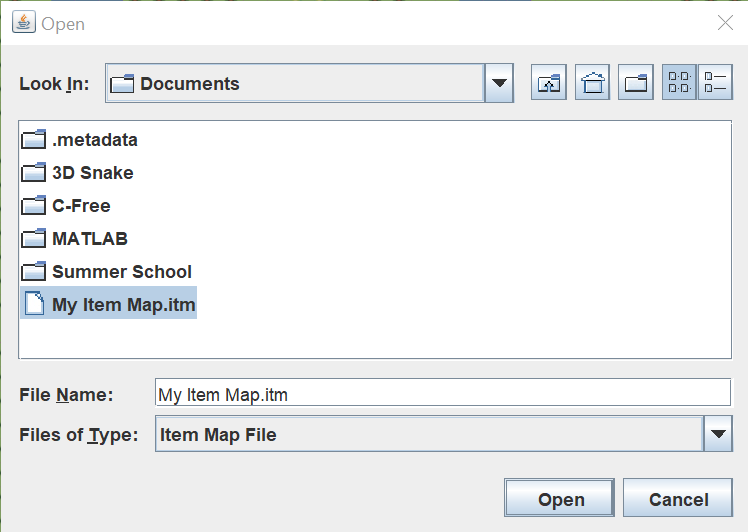 Open
Look In: Documents
.metadata
3D Snake
C-Free
MATLAB
Summer School
My Item Map.itm
File Name: My Item Map.itm
Files of Type: Item Map File
Open Cancel